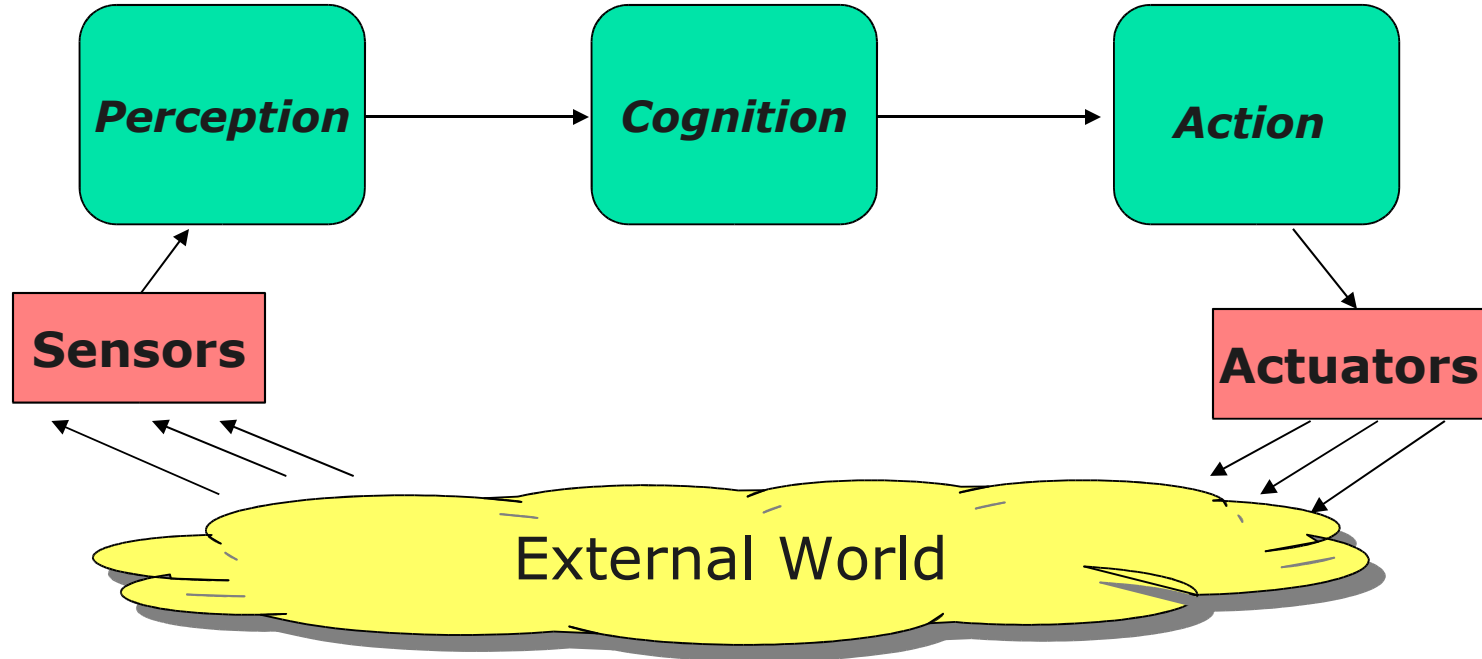 Perception
Cognition
Action
Sensors
Actuators
External World